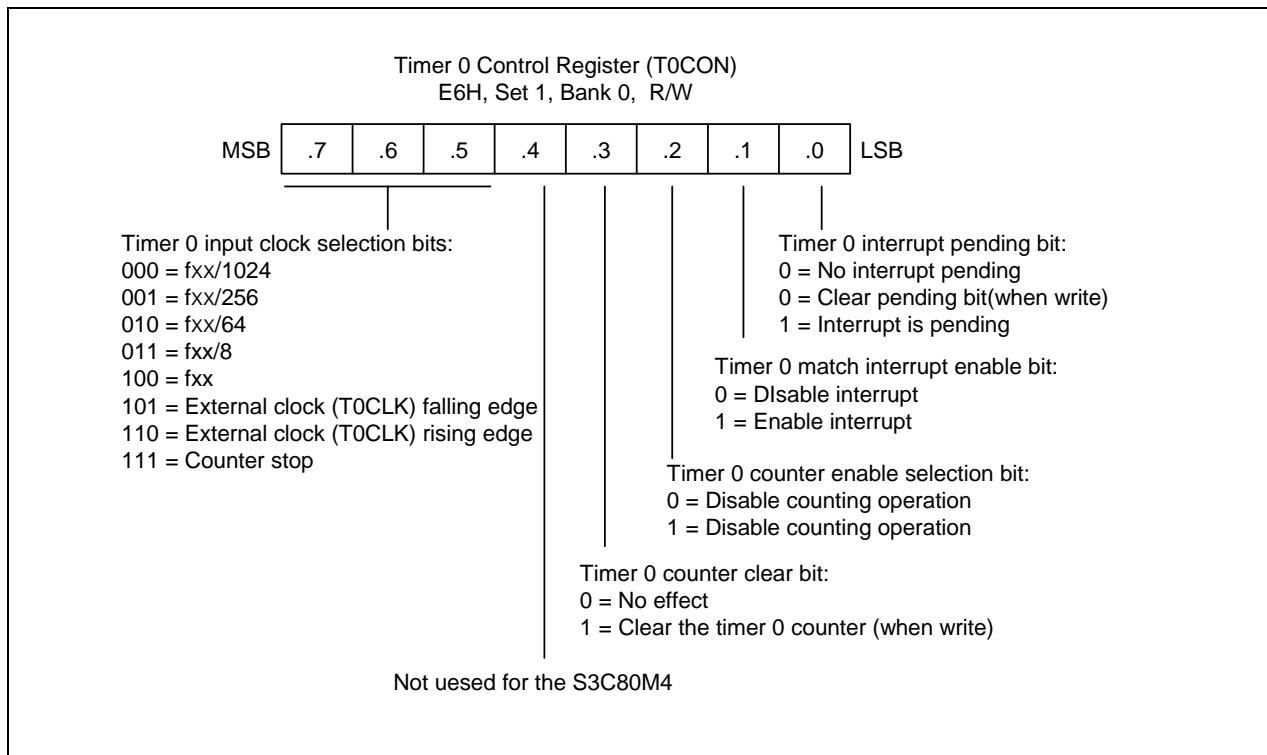 Timer 0 Control Register (T0CON)
E6H, Set 1, Bank 0, R/W
MSB .7 .6 .5 .4 .3 .2 .1 .0 LSB
Timer 0 input clock selection bits:
000 = fxx/1024
001 = fxx/256
010 = fxx/64
011 = fxx/8
100 = fxx
101 = External clock (T0CLK) falling edge
110 = External clock (T0CLK) rising edge
111 = Counter stop
Timer 0 interrupt pending bit:
0 = No interrupt pending
0 = Clear pending bit(when write)
1 = Interrupt is pending
Timer 0 match interrupt enable bit:
0 = DIsable interrupt
1 = Enable interrupt
Timer 0 counter enable selection bit:
0 = Disable counting operation
1 = Disable counting operation
Timer 0 counter clear bit:
0 = No effect
1 = Clear the timer 0 counter (when write)
Not uesed for the S3C80M4